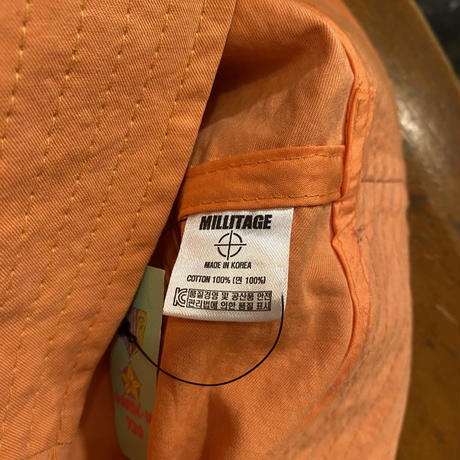 MILLITAGE
MADE IN KOREA
COTTON 100% (면 100%)
품질경영 및 공산품 안전
관리법에 의한 품질 표시